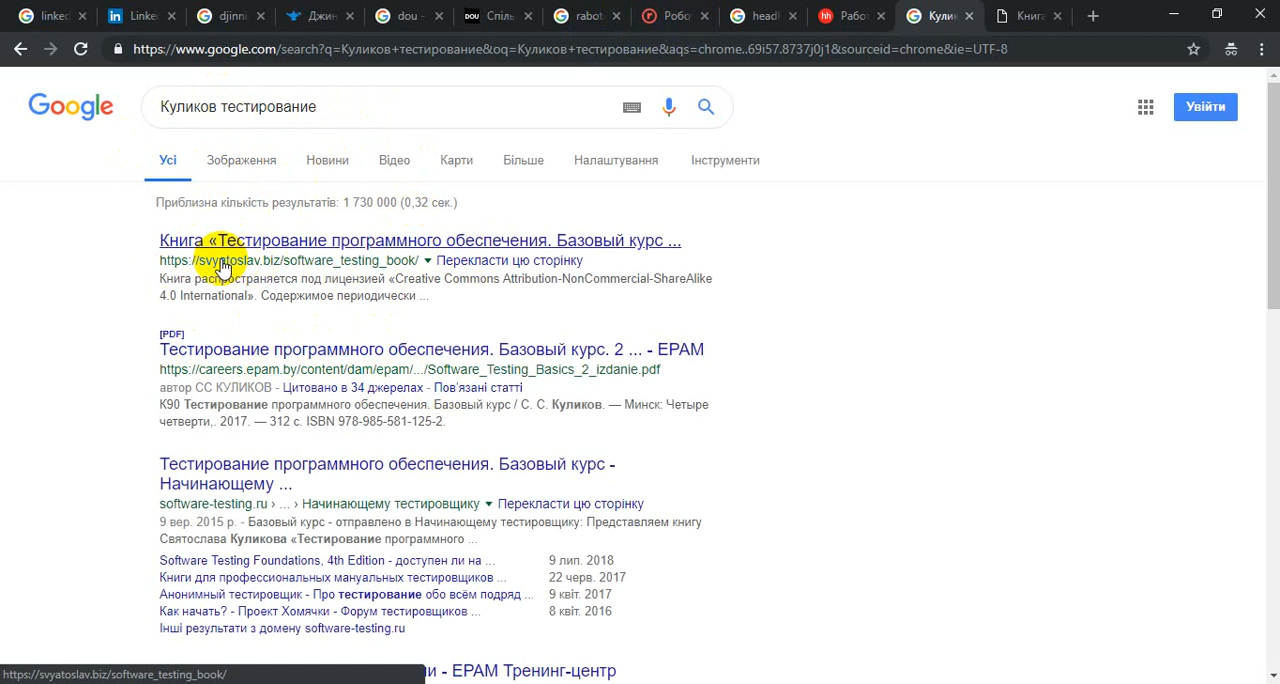 linked
Linke
djinni
Джин
dou -
DOU Спіль
rabot
Робо
head
hh Рабо
Кулик
Книга
https://www.google.com/search?q=Куликов+тестирование&oq=Куликов+тестирование&aqs=chrome..69i57.8737j0j1&sourceid=chrome&ie=UTF-8
Google
Куликов тестирование
Увійти
Усі Зображення Новини Відео Карти Більше Налаштування Інструменти
Приблизна кількість результатів: 1 730 000 (0,32 сек.)
Книга «Тестирование программного обеспечения. Базовый курс ...
https://svyatoslav.biz/software_testing_book/ Перекласти цю сторінку
Книга распространяется под лицензией «Creative Commons Attribution-NonCommercial-ShareAlike
4.0 International». Содержимое периодически ...
[PDF]
Тестирование программного обеспечения. Базовый курс. 2 ... - EPAM
https://careers.epam.by/content/dam/epam/.../Software_Testing_Basics_2_izdanie.pdf
автор СС КУЛИКОВ - Цитовано в 34 джерелах - Пов'язані статті
К90 Тестирование программного обеспечения. Базовый курс / С. С. Куликов. — Минск: Четыре
четверти,. 2017. — 312 с. ISBN 978-985-581-125-2.
Тестирование программного обеспечения. Базовый курс -
Начинающему ...
software-testing.ru › ... › Начинающему тестировщику Перекласти цю сторінку
9 вер. 2015 р. - Базовый курс - отправлено в Начинающему тестировщику: Представляем книгу
Святослава Куликова «Тестирование программного ...
Software Testing Foundations, 4th Edition - доступен ли на ... 9 лип. 2018
Книги для профессиональных мануальных тестировщиков ... 22 черв. 2017
Анонимный тестировщик - Про тестирование обо всём подряд ... 9 квіт. 2017
Как начать? - Проект Хомячки - Форум тестировщиков ... 8 квіт. 2016
Інші результати з домену software-testing.ru
и - EPAM Тренинг-центр
https://svyatoslav.biz/software_testing_book/